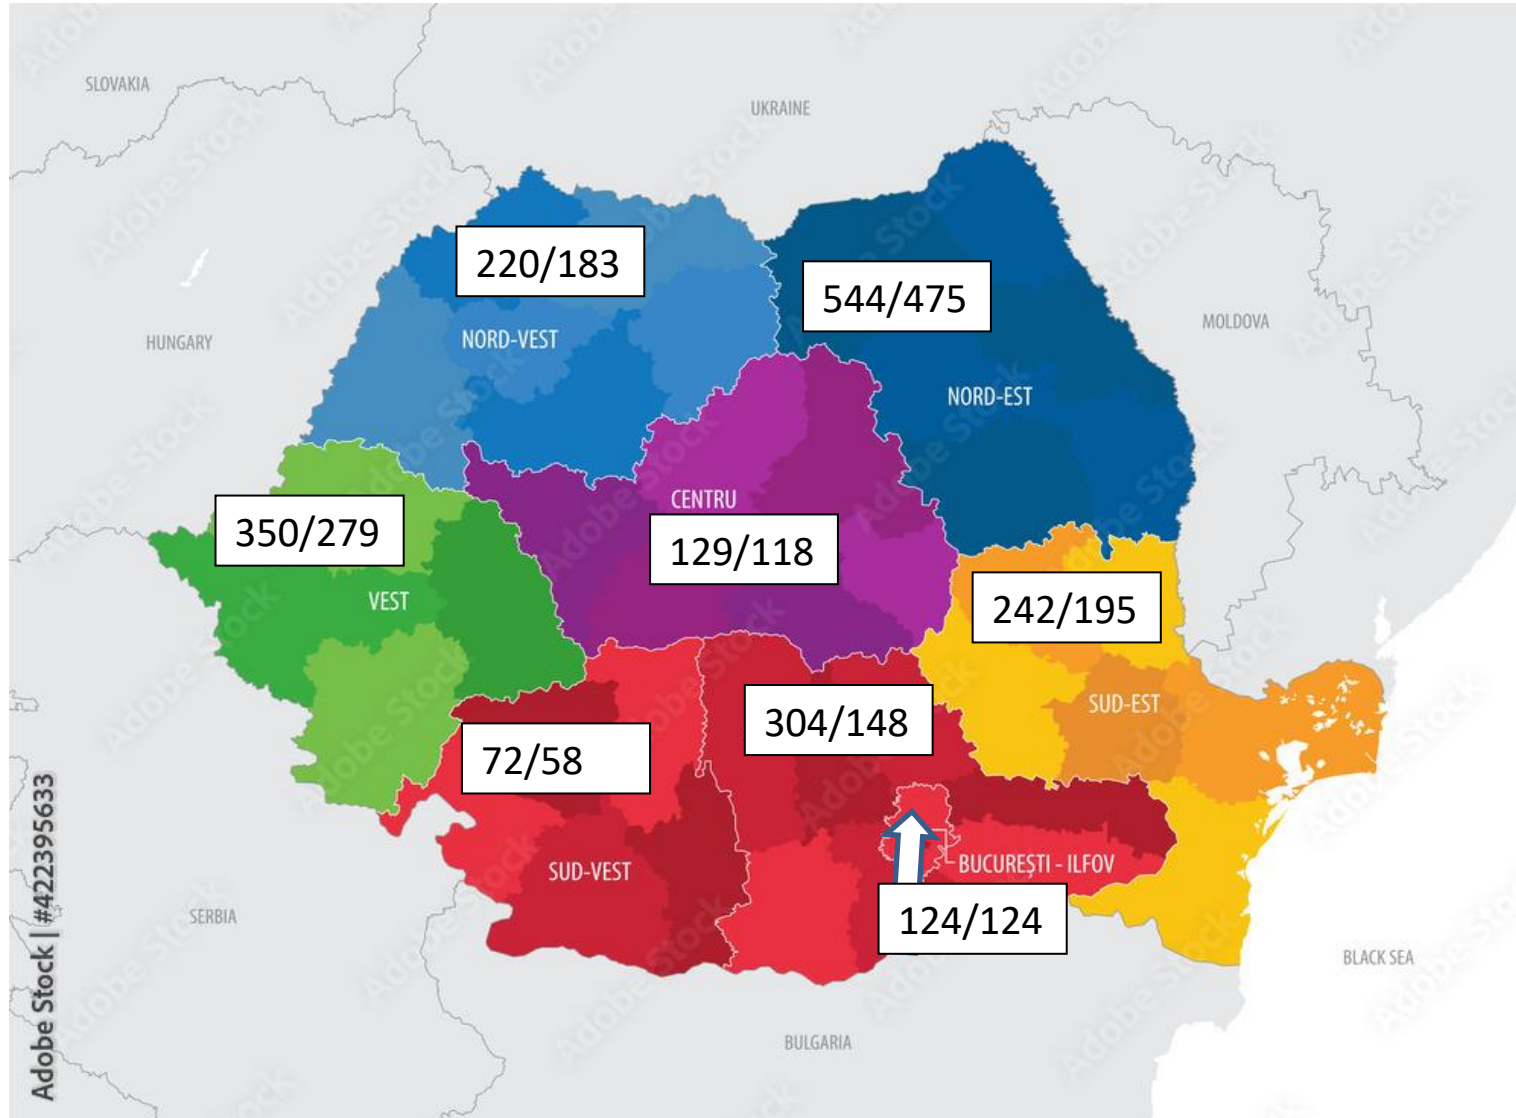 SLOVAKIA
UKRAINE
220/183
544/475
MOLDOVA
HUNGARY
NORD-VEST
NORD-EST
CENTRU
350/279
129/118
VEST
242/195
SUD-EST
304/148
72/58
BUCUREȘTI - ILFOV
SUD-VEST
124/124
SERBIA
BLACK SEA
BULGARIA
Adobe Stock | #422395633
Adobe Stock